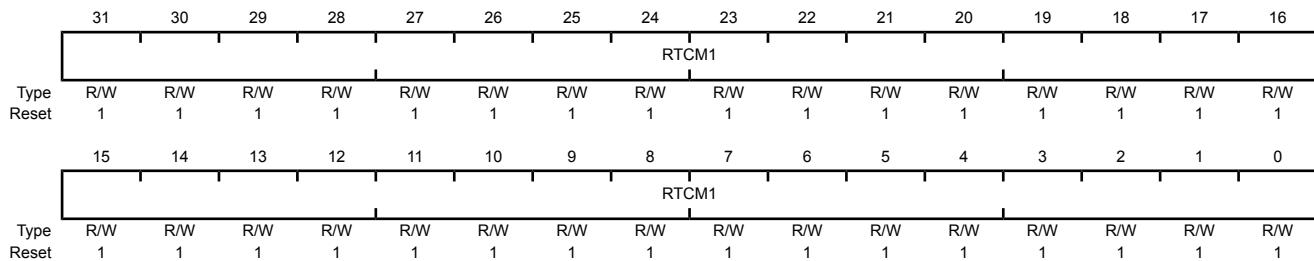 31 30 29 28 27 26 25 24 23 22 21 20 19 18 17 16
RTCM1
Type R/W R/W R/W R/W R/W R/W R/W R/W R/W R/W R/W R/W R/W R/W R/W R/W
Reset 1 1 1 1 1 1 1 1 1 1 1 1 1 1 1 1
15 14 13 12 11 10 9 8 7 6 5 4 3 2 1 0
RTCM1
Type R/W R/W R/W R/W R/W R/W R/W R/W R/W R/W R/W R/W R/W R/W R/W R/W
Reset 1 1 1 1 1 1 1 1 1 1 1 1 1 1 1 1